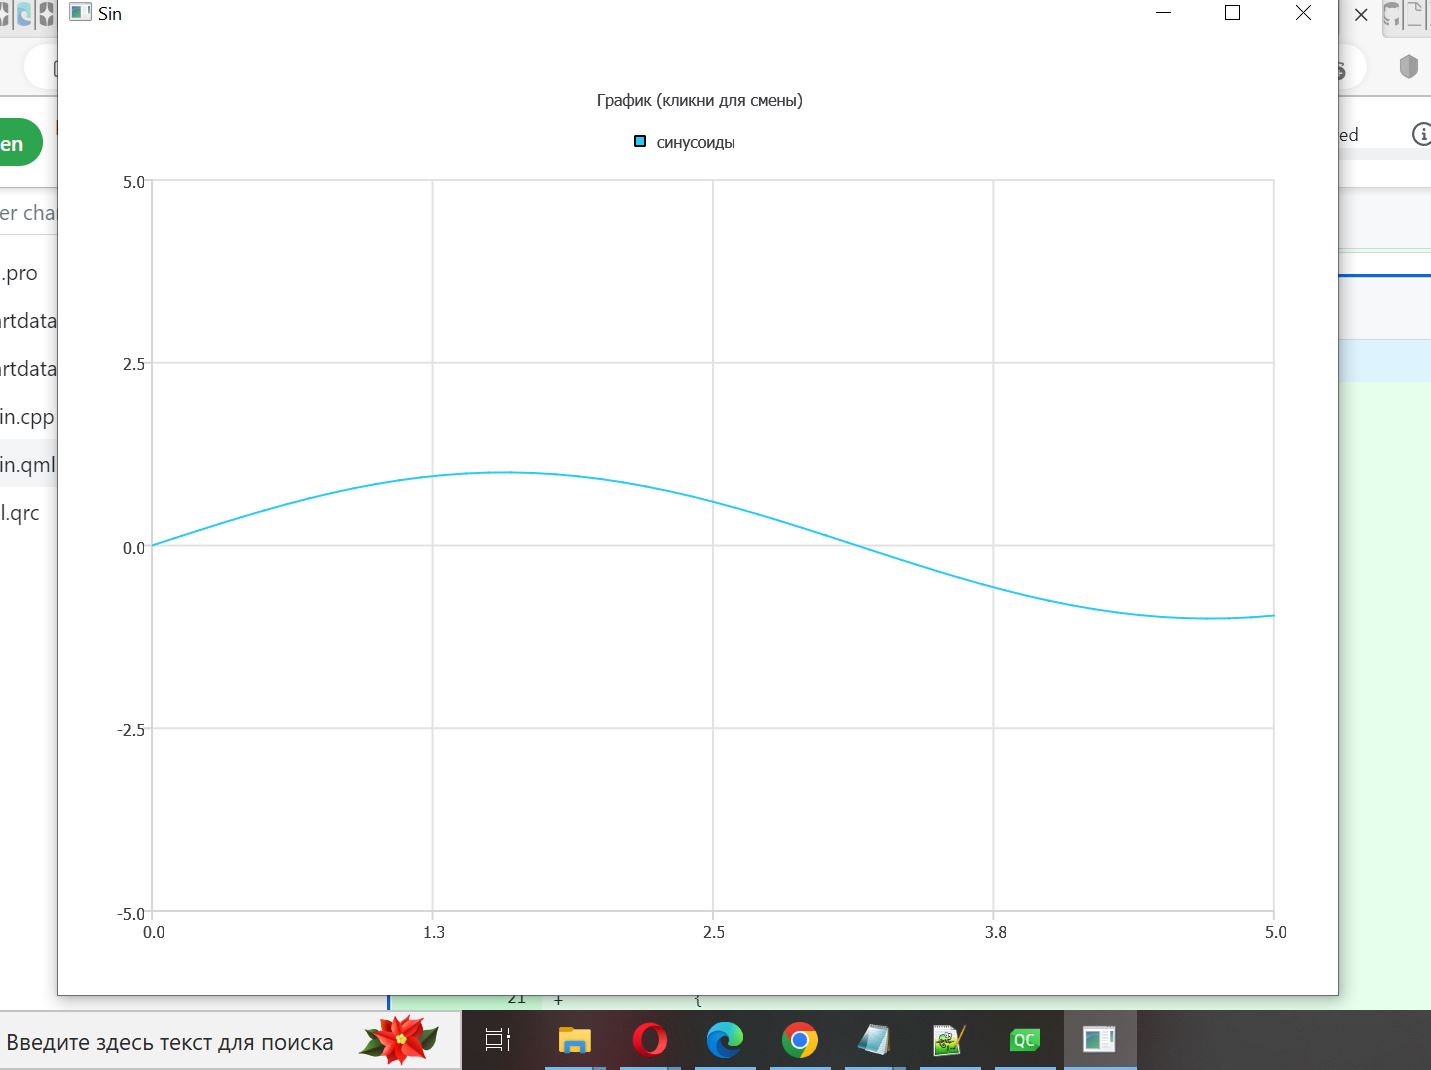 Sin
График (кликни для смены)
синусоиды
en
ed
er cha
.pro
rtdata
rtdata
in.cpp
in.qml
l.qrc
5.0
2.5
0.0
-2.5
-5.0
0.0 1.3 2.5 3.8 5.0
21 + {
Введите здесь текст для поиска
QC